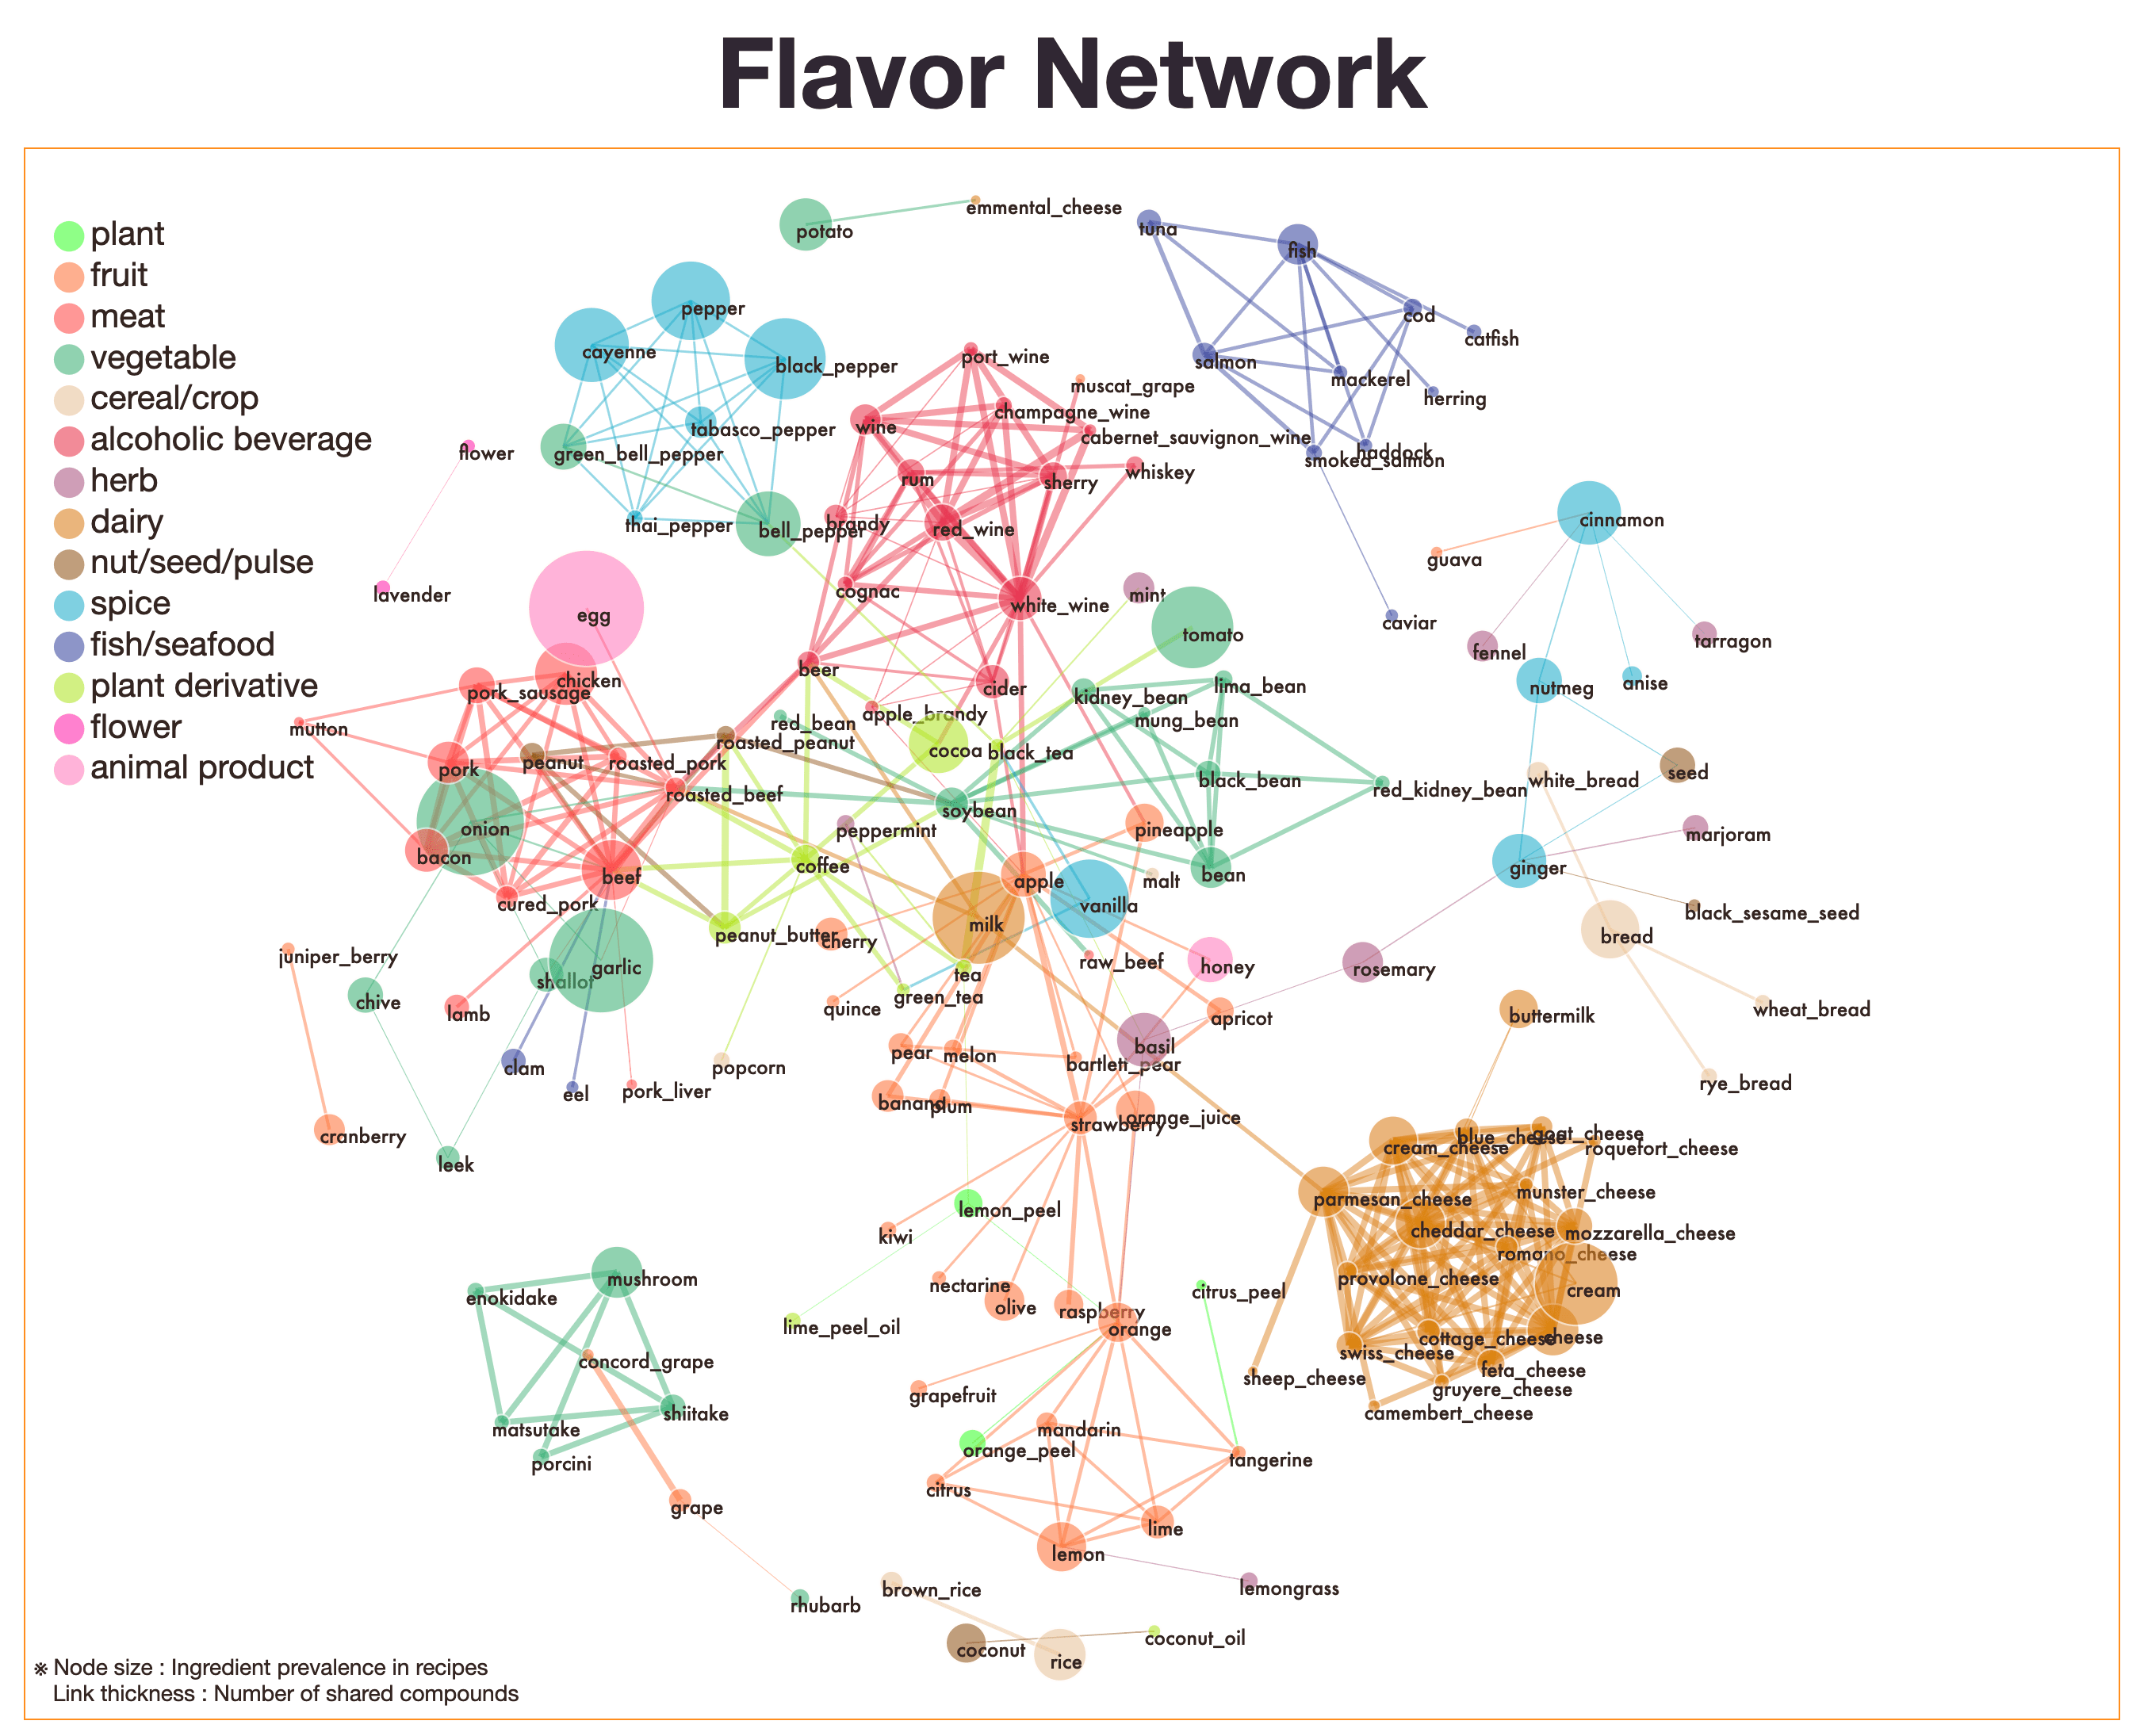 Flavor Network
plant
fruit
meat
vegetable
cereal/crop
alcoholic beverage
herb
dairy
nut/seed/pulse
spice
fish/seafood
plant derivative
flower
animal product
emmental_cheese
potato
tuna
fish
pepper
cod
catfish
cayenne
black_pepper
port_wine
salmon
mackerel
muscat_grape
herring
champagne_wine
wine
tabasco_pepper
cabernet_sauvignon_wine
flower
green_bell_pepper
haddock
smoked_salmon
whiskey
rum
sherry
thai_pepper
bell_pepper
brandy
red_wine
cinnamon
guava
lavender
cognac
mint
white_wine
egg
caviar
tomato
tarragon
fennel
chicken
pork_sausage
beer
cider
kidney_bean
lima_bean
nutmeg
anise
mutton
red_bean
apple_brandy
mung_bean
roasted_peanut
cocoa
black_tea
pork
peanut
roasted_pork
seed
black_bean
white_bread
roasted_beef
red_kidney_bean
soybean
onion
peppermint
pineapple
marjoram
bacon
coffee
beef
apple
malt
bean
ginger
cured_pork
vanilla
black_sesame_seed
milk
peanut_butter
cherry
bread
juniper_berry
garlic
shallot
tea
raw_beef
honey
rosemary
chive
green_tea
quince
lamb
apricot
buttermilk
wheat_bread
basil
pear
melon
bartlett_pear
clam
popcorn
eel
pork_liver
rye_bread
banana
plum
strawberry
orange_juice
cranberry
leek
cream_cheese
blue_cheese
goat_cheese
roquefort_cheese
parmesan_cheese
munster_cheese
lemon_peel
kiwi
cheddar_cheese
mozzarella_cheese
romano_cheese
mushroom
enokidake
provolone_cheese
cream
nectarine
olive
raspberry
citrus_peel
lime_peel_oil
orange
cottage_cheese
cheese
swiss_cheese
concord_grape
feta_cheese
sheep_cheese
gruyere_cheese
grapefruit
camembert_cheese
shiitake
matsutake
mandarin
orange_peel
porcini
tangerine
citrus
grape
lime
lemon
brown_rice
lemongrass
rhubarb
coconut
coconut_oil
rice
※ Node size : Ingredient prevalence in recipes
Link thickness : Number of shared compounds